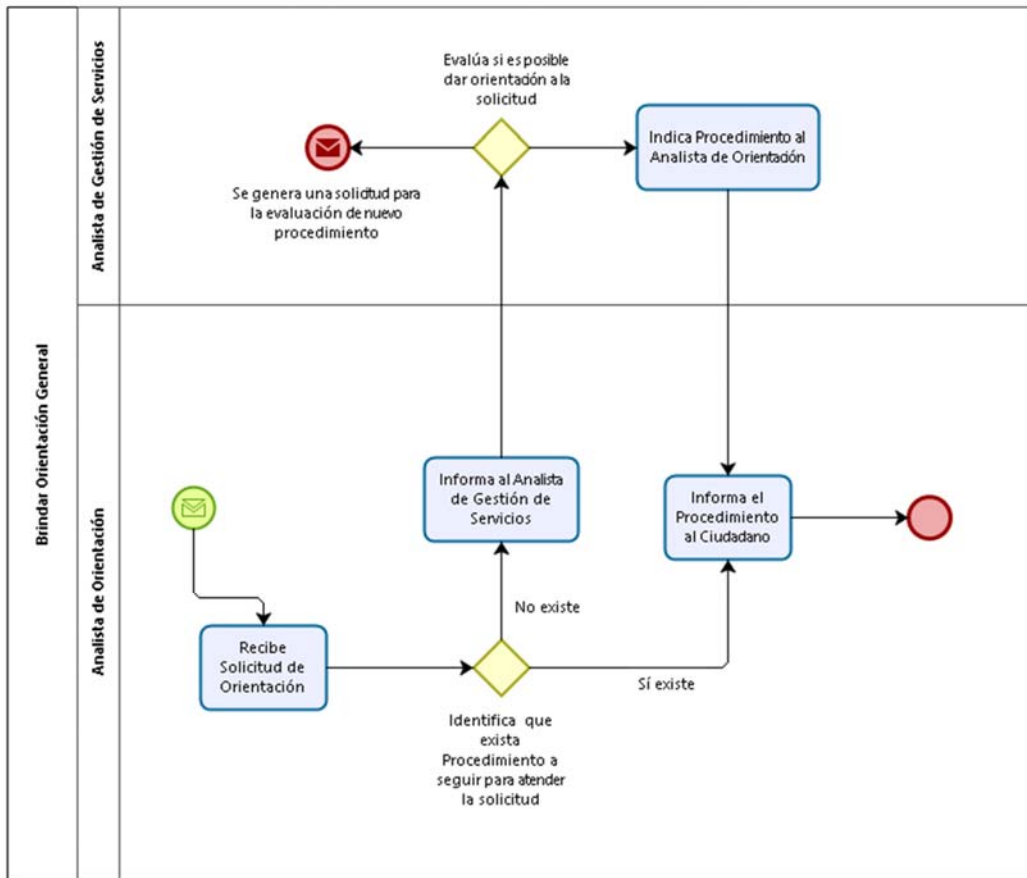 Brindar Orientación General
Analista de Gestión de Servicios
Evalúa si es posible
dar orientación a la
solicitud
Indica Procedimiento al
Analista de Orientación
Se genera una solicitud para
la evaluación de nuevo
procedimiento
Analista de Orientación
Informa al Analista
de Gestión de
Servicios
Informa el
Procedimiento
al Ciudadano
No existe
Recibe
Solicitud de
Orientación
Sí existe
Identifica que
exista
Procedimiento a
seguir para atender
la solicitud